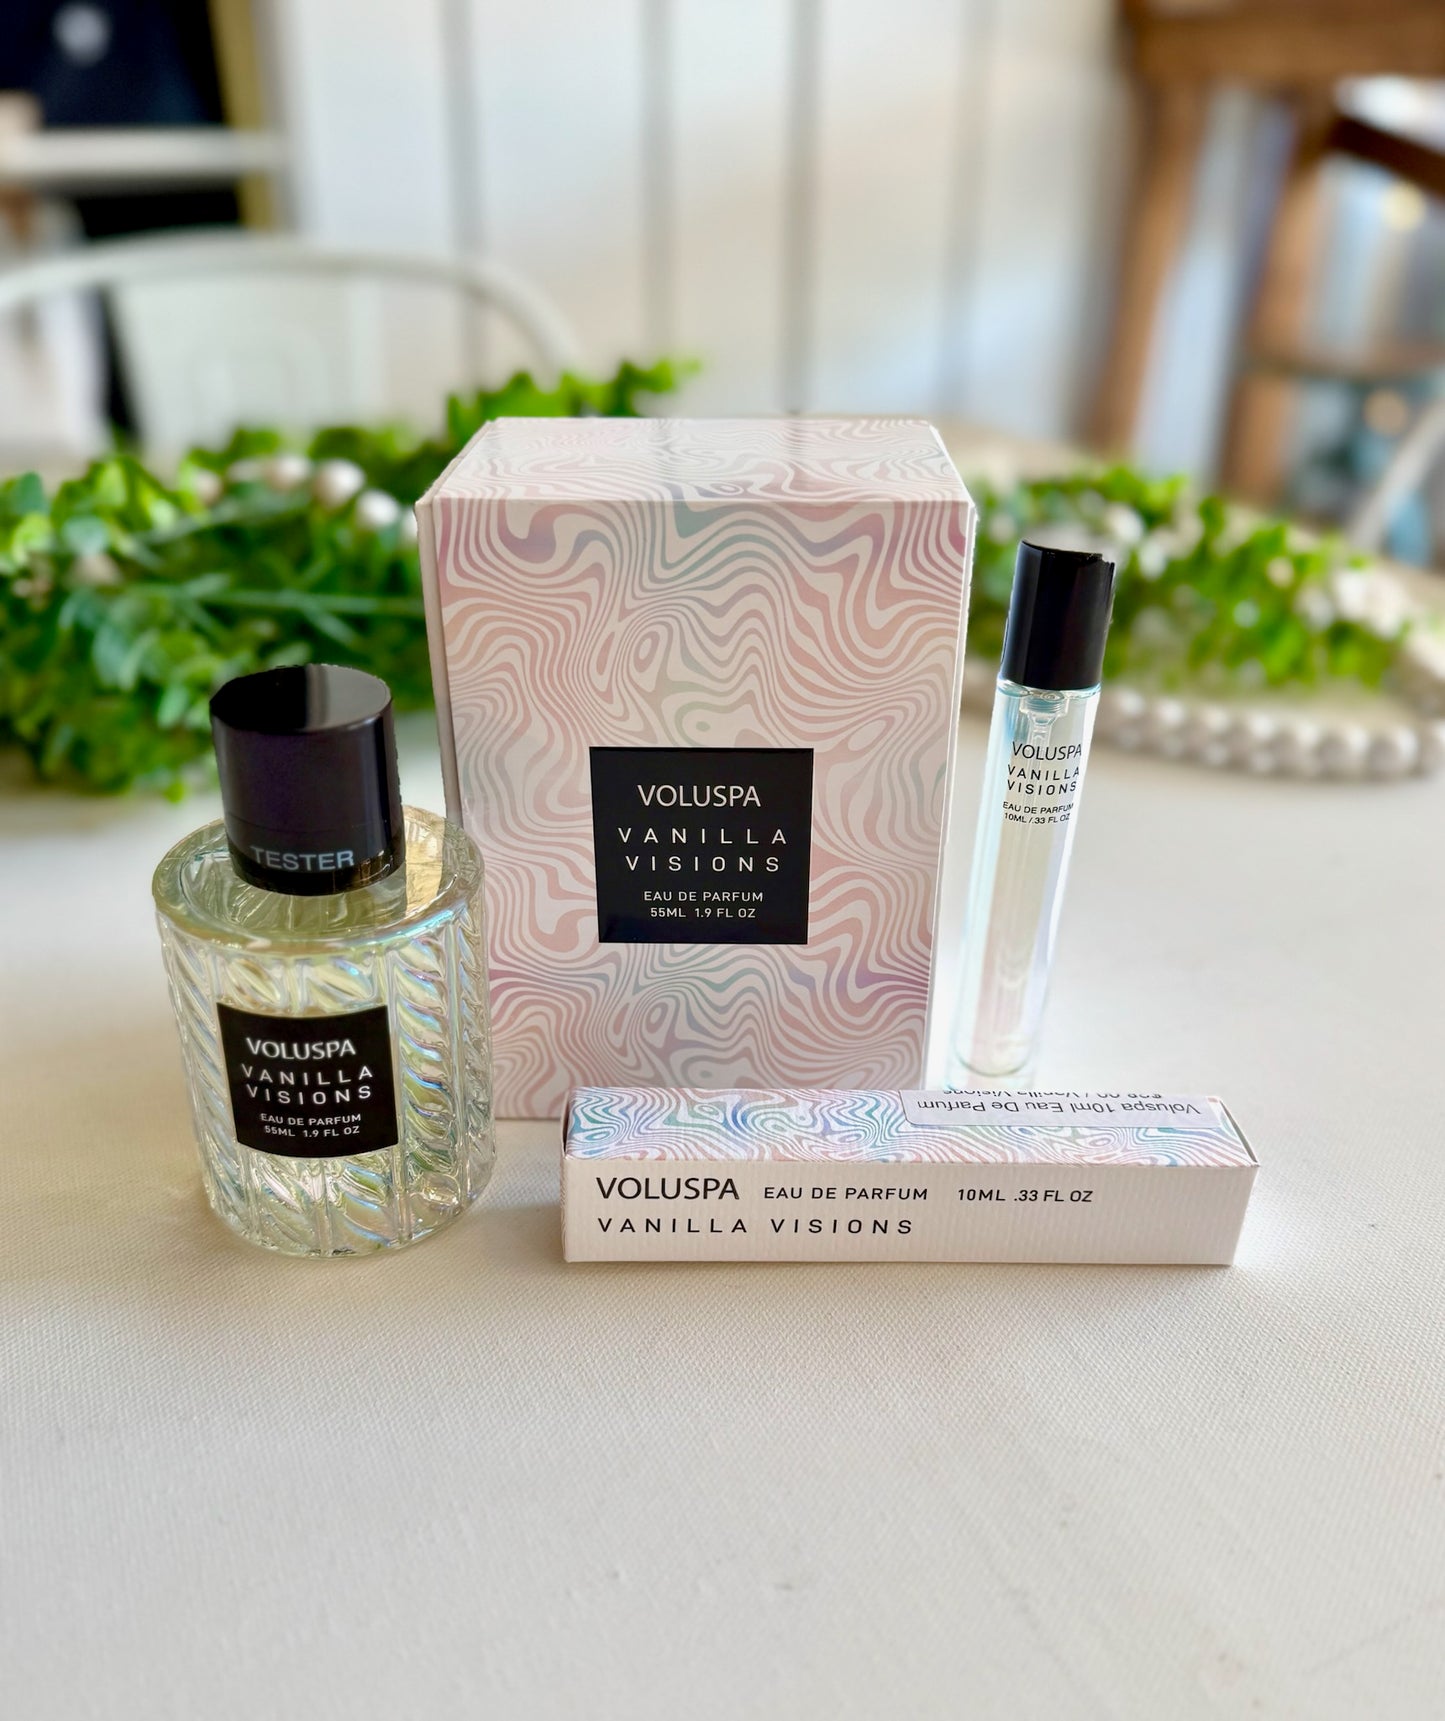 VOLUSPA
VANILLA
VISIONS
EAU DE PARFUM
55ML 1.9 FL OZ
VOLUSPA
VANILLA
VISIONS
EAU DE PARFUM
10ML /.33 FL OZ
TESTER
VOLUSPA
VANILLA
VISIONS
EAU DE PARFUM
55ML 1.9 FL OZ
Voluspa 10ml Eau De Parfum
/ Vanilla Visions
VOLUSPA EAU DE PARFUM 10ML .33 FL OZ
VANILLA VISIONS